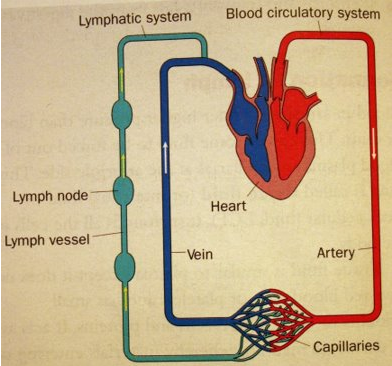 Lymphatic system
Blood circulatory system
Lymph node
Heart
Lymph vessel
Vein
Artery
Capillaries